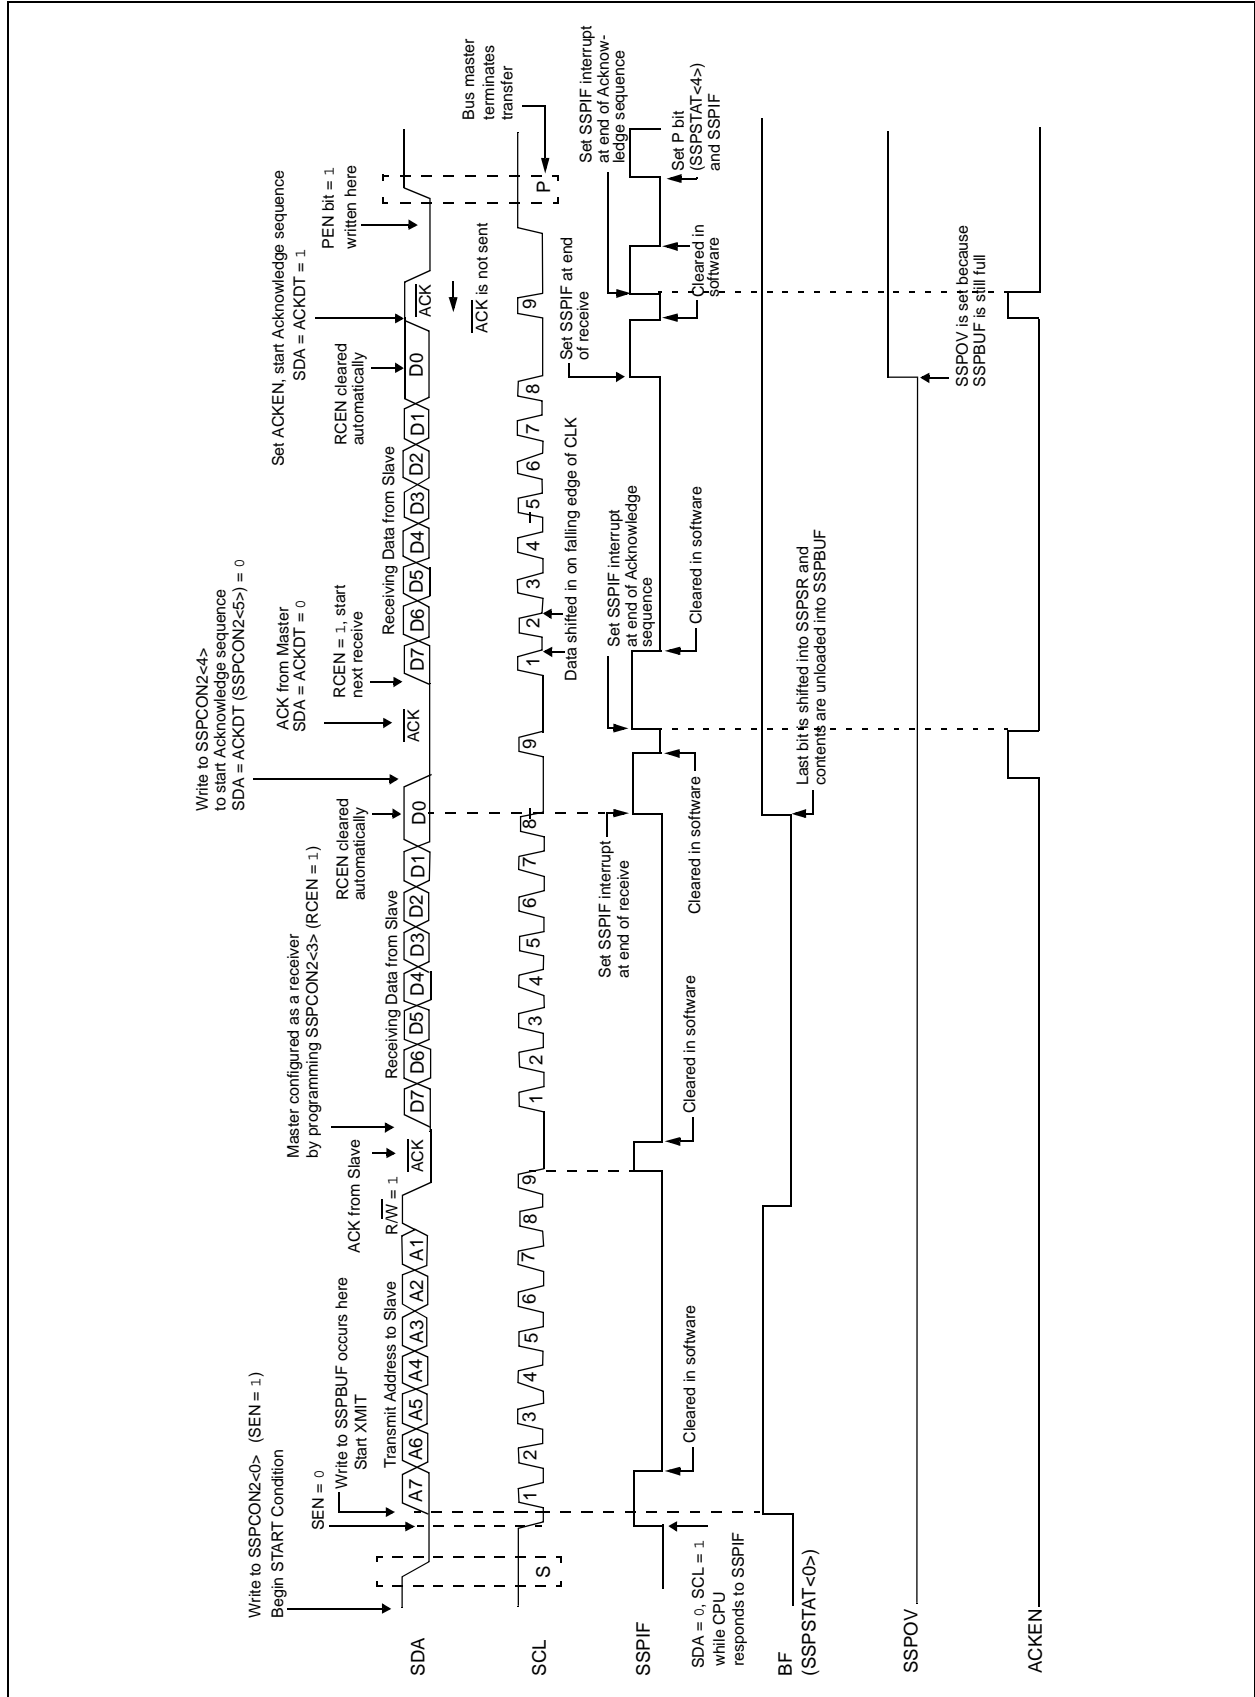 Write to SSPCON2<0> (SEN = 1)
Begin START Condition
SEN = 0
Write to SSPBUF occurs here
Start XMIT
Transmit Address to Slave
ACK from Slave
R/W = 1
Master configured as a receiver
by programming SSPCON2<3> (RCEN = 1)
Receiving Data from Slave
RCEN cleared
automatically
Write to SSPCON2<4>
to start Acknowledge sequence
SDA = ACKDT (SSPCON2<5>) = 0
ACK from Master
SDA = ACKDT = 0
RCEN = 1, start
next receive
Receiving Data from Slave
RCEN cleared
automatically
Set ACKEN, start Acknowledge sequence
SDA = ACKDT = 1
PEN bit = 1
written here
SDA
A7 A6 A5 A4 A3 A2 A1 ACK D7 D6 D5 D4 D3 D2 D1 D0 ACK D7 D6 D5 D4 D3 D2 D1 D0 ACK
ACK is not sent
Bus master
terminates
transfer
SCL
S 1 2 3 4 5 6 7 8 9 1 2 3 4 5 6 7 8 9 1 2 3 4 5 6 7 8 9 P
Data shifted in on falling edge of CLK
Set SSPIF interrupt
at end of receive
Set SSPIF interrupt
at end of Acknowledge
sequence
Set SSPIF at end
of receive
Set SSPIF interrupt
at end of Acknow-
ledge sequence
SSPIF
SDA = 0, SCL = 1
while CPU
responds to SSPIF
Cleared in software
Cleared in software
Cleared in software
Cleared in software
Cleared in
software
Set P bit
(SSPSTAT<4>)
and SSPIF
BF
(SSPSTAT<0>)
Last bit is shifted into SSPSR and
contents are unloaded into SSPBUF
SSPOV
SSPOV is set because
SSPBUF is still full
ACKEN